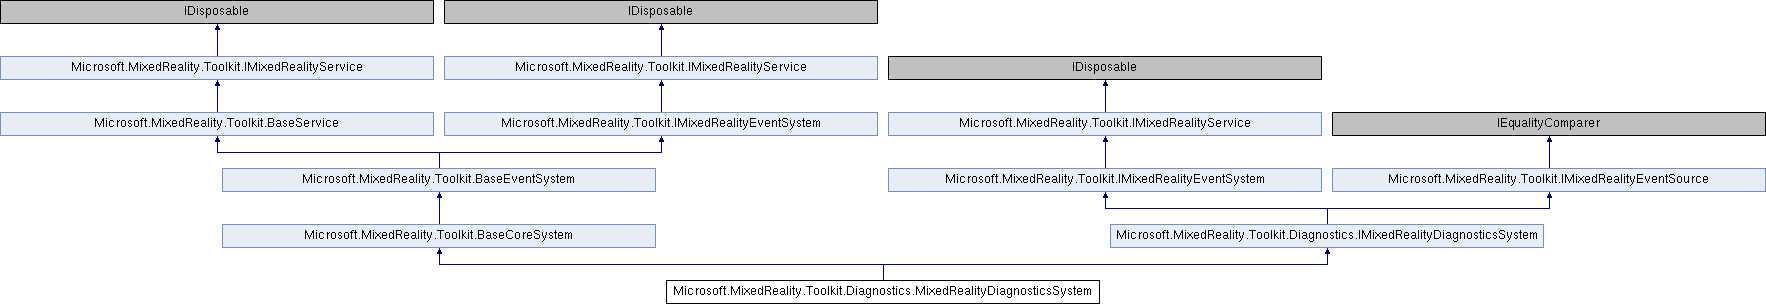 IDisposable
IDisposable
Microsoft.MixedReality.Toolkit.IMixedRealityService
Microsoft.MixedReality.Toolkit.IMixedRealityService
IDisposable
Microsoft.MixedReality.Toolkit.BaseService
Microsoft.MixedReality.Toolkit.IMixedRealityEventSystem
Microsoft.MixedReality.Toolkit.IMixedRealityService
IEqualityComparer
Microsoft.MixedReality.Toolkit.BaseEventSystem
Microsoft.MixedReality.Toolkit.IMixedRealityEventSystem
Microsoft.MixedReality.Toolkit.IMixedRealityEventSource
Microsoft.MixedReality.Toolkit.BaseCoreSystem
Microsoft.MixedReality.Toolkit.Diagnostics.IMixedRealityDiagnosticsSystem
Microsoft.MixedReality.Toolkit.Diagnostics.MixedRealityDiagnosticsSystem